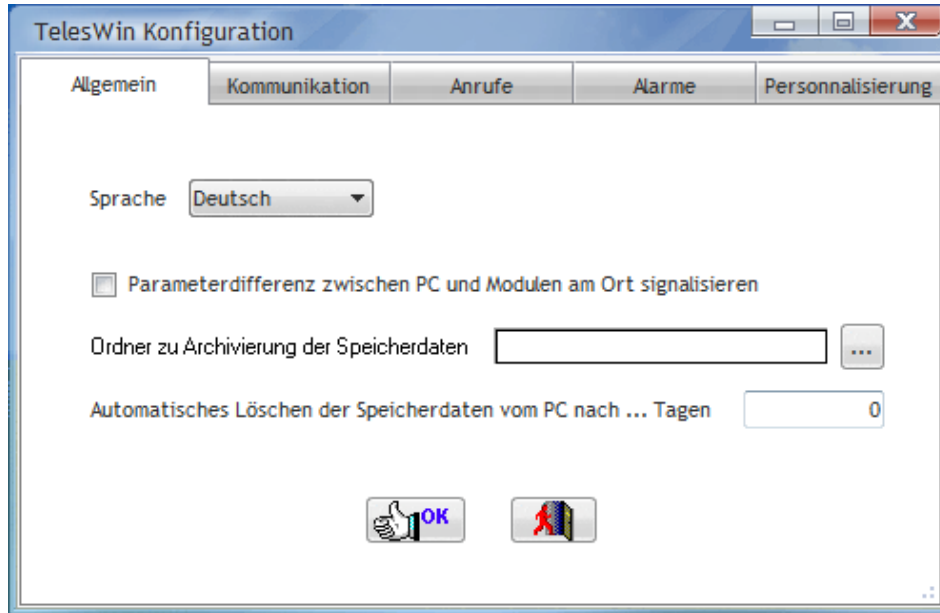 TelesWin Konfiguration
Allgemein Kommunikation Anrufe Alarme Personnalisierung
Sprache Deutsch
Parameterdifferenz zwischen PC und Modulen am Ort signalisieren
Ordner zu Archivierung der Speicherdaten ...
Automatisches Löschen der Speicherdaten vom PC nach ... Tagen 0
OK